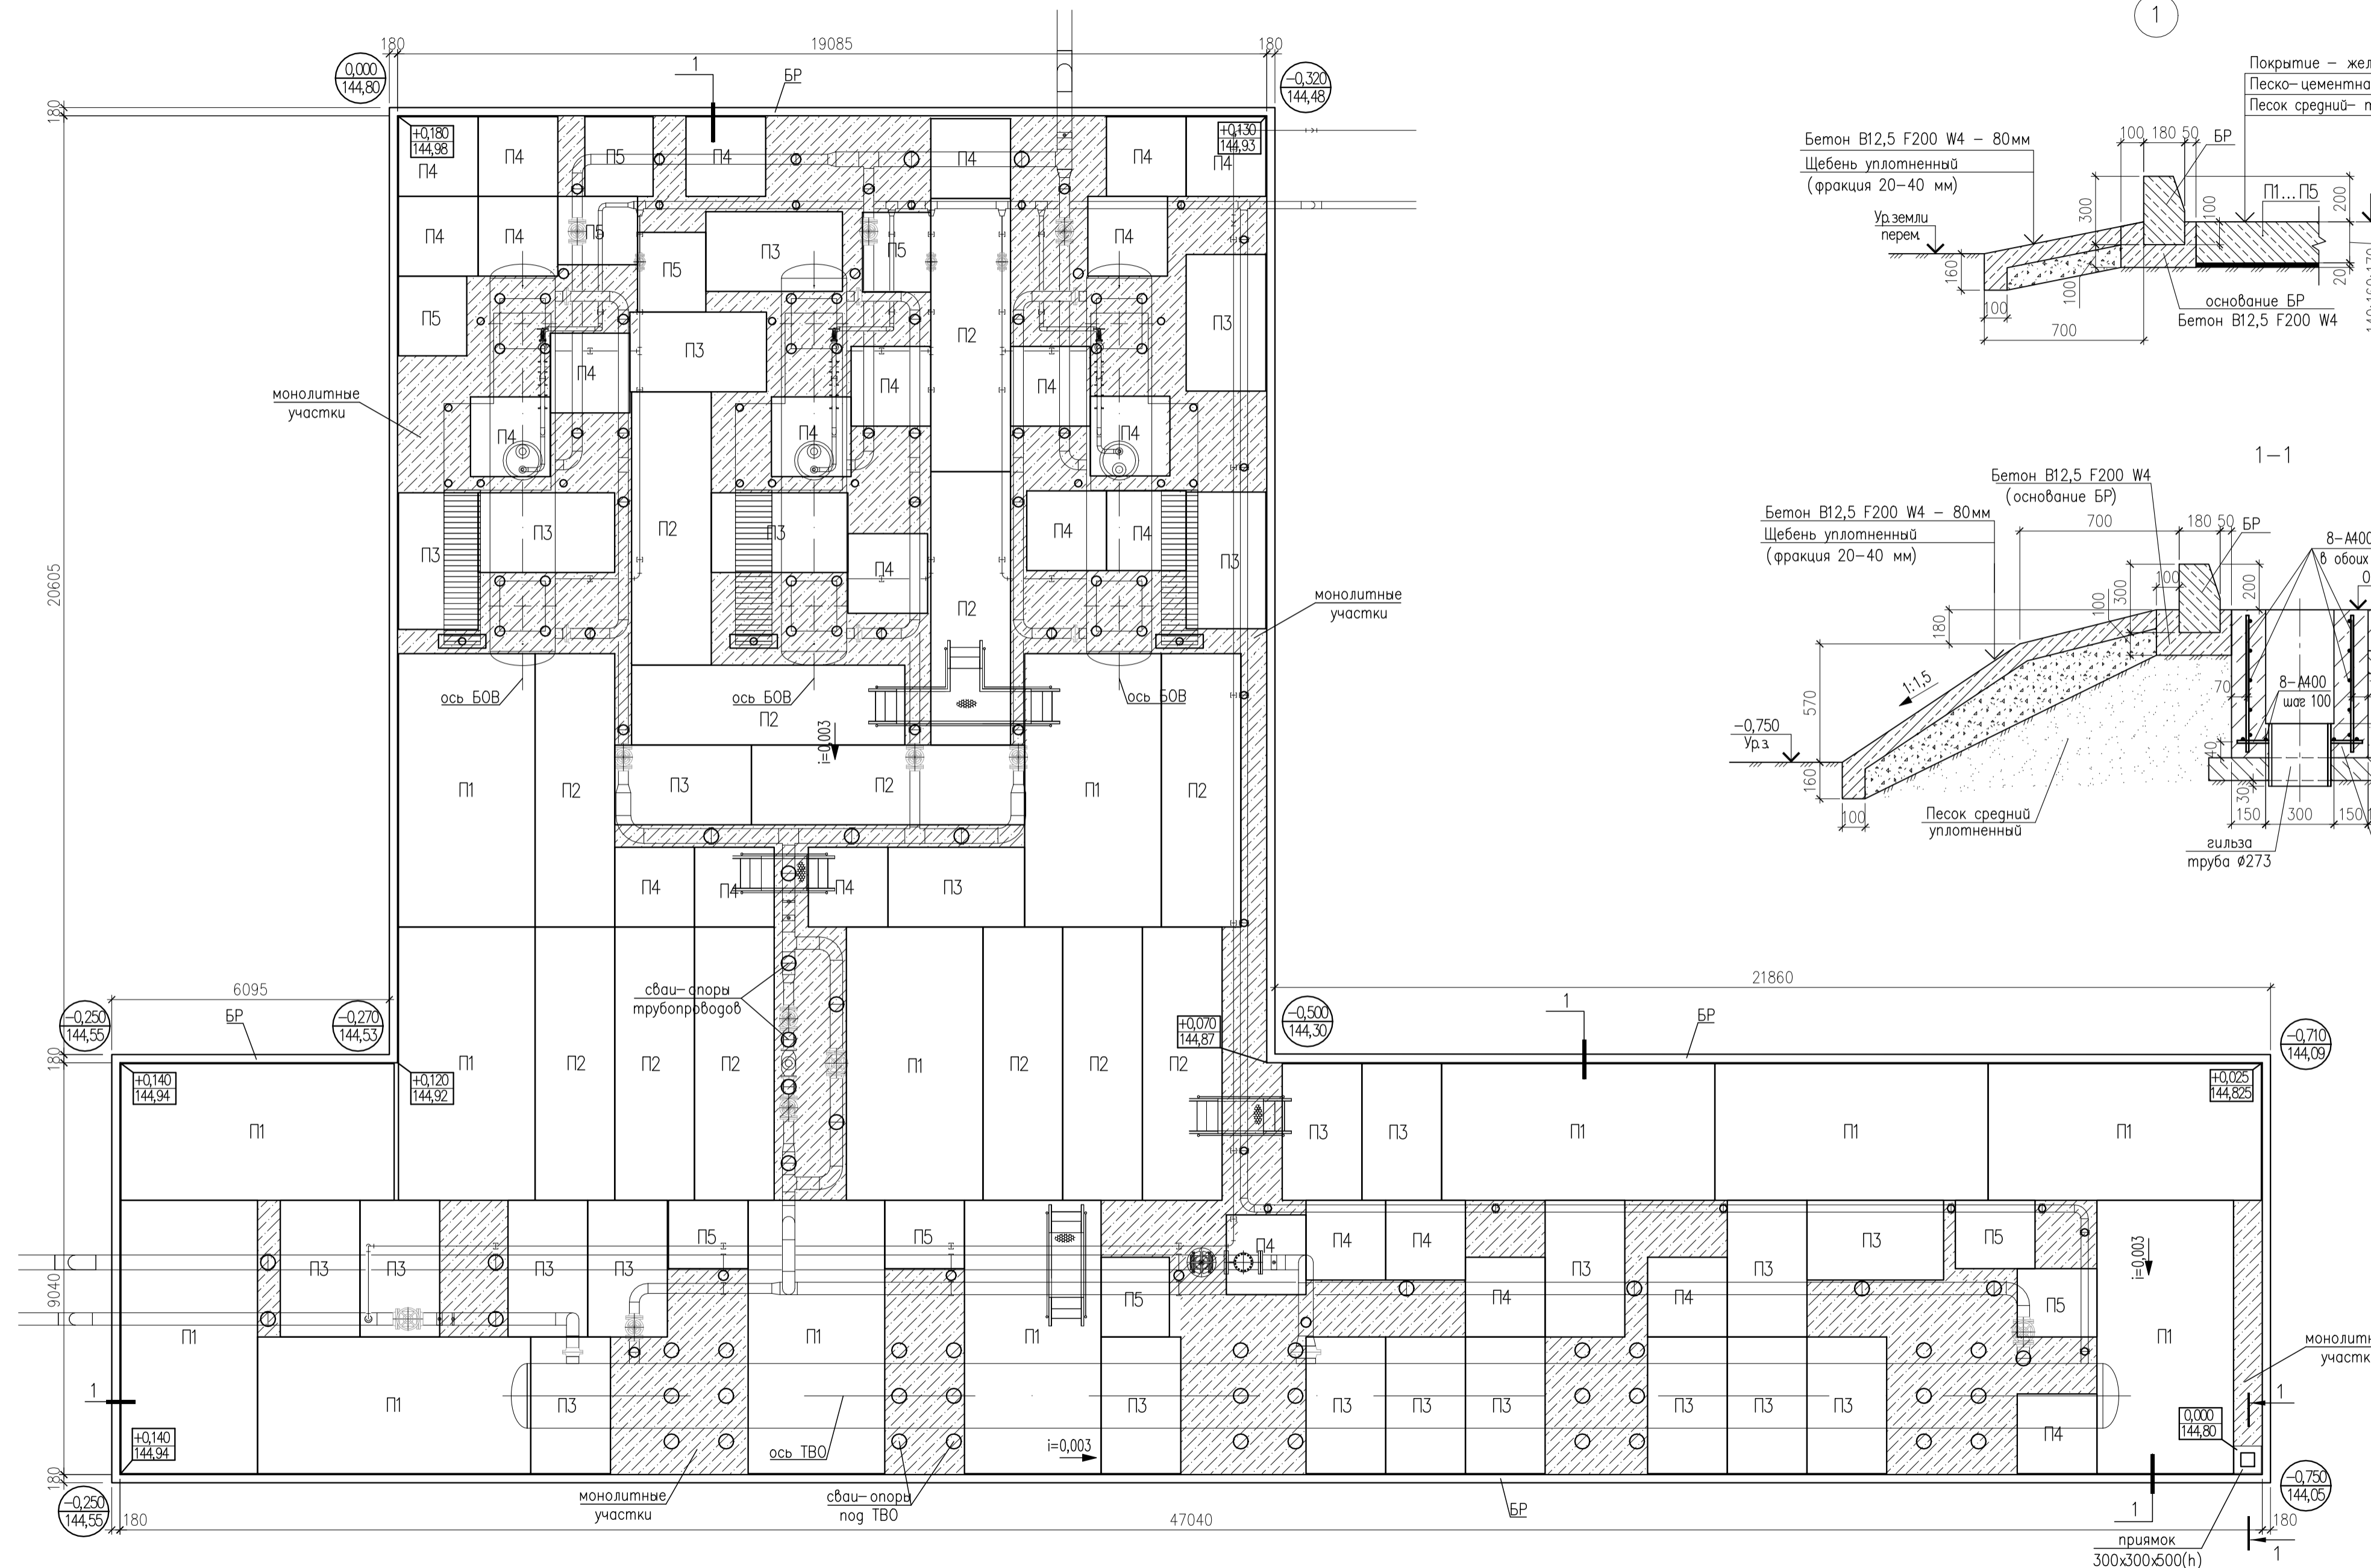 1
180
19085
180
0,000
144,80
1
БР
-0,320
144,48
Песок средний- 
Бетон В12,5 F200 W4 - 80мм
Щебень уплотненный
(фракция 20-40 мм)
100 180 50
БР
П1...П5
Ур.земли
перем.
300
100
200
160
100
100
700
20
основание БР
Бетон В12,5 F200 W4
180
+0,180
144,98
П4
П4
П5
П4
П4
П4
+0,130
144,93
П4
П4
П4
П5
П5
П3
П5
П4
П5
П3
П2
П3
П4
П4
П4
монолитные
участки
П4
П4
П4
20605
П3
П3
П2
П3
П4
П2
П4
П4
П3
монолитные
участки
ось БОВ
ось БОВ
П2
ось БОВ
i=0,003
П1
П2
П3
П2
П1
П2
П4
П4
П4
П3
1-1
Бетон В12,5 F200 W4
(основание БР)
Бетон В12,5 F200 W4 - 80мм
Щебень уплотненный
(фракция 20-40 мм)
700
180 50
БР
8-А400
в обоих
100
300
100
200
180
1:1,5
570
-0,750
Ур.з.
160
100
70
8-А400
шаг 100
40
30
150
300
150
Песок средний
уплотненный
гильза
труба ø273
6095
21860
-0,250
144,55
БР
-0,270
144,53
сваи-опоры
трубопроводов
+0,070
144,87
-0,500
144,30
1
БР
-0,710
144,09
180
+0,140
144,94
+0,120
144,92
П1
П2
П2
П2
П1
П2
П2
П2
+0,025
144,825
П1
П3
П3
П1
П1
П1
9040
П1
П3
П3
П3
П3
П5
П1
П5
П1
П5
П4
П4
П4
П4
П3
П4
П3
П3
П5
П5
П1
i=0,003
монолитн
участк
1
П1
П3
П3
П3
П3
П3
П3
П3
П3
П4
ось ТВО
i=0,003
+0,140
144,94
0,000
144,80
1
180
-0,250
144,55
монолитные
участки
сваи-опоры
под ТВО
БР
-0,750
144,05
180
47040
1
180
приямок
300х300х500(h)
1